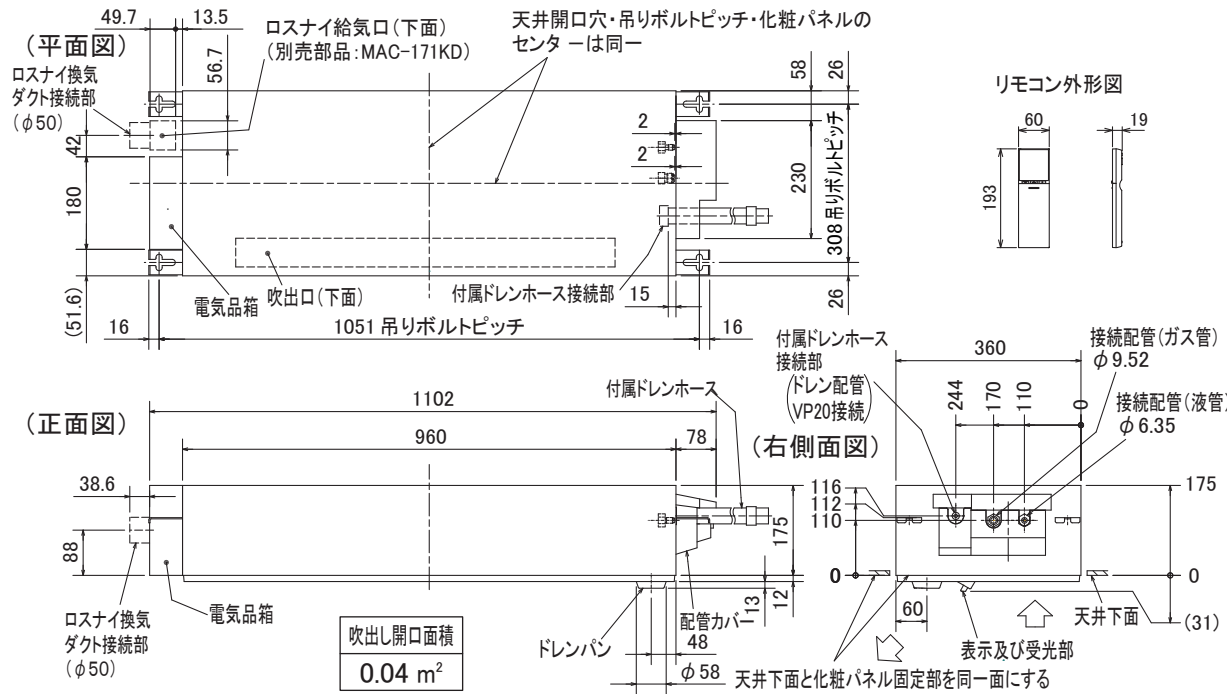 49.7
13.5
ロスナイ給気口(下面)
(別売部品:MAC-171KD)
天井開口穴・吊りボルトピッチ・化粧パネルの
センターは同一
(平面図)
ロスナイ換気
ダクト接続部
(φ50)
56.7
42
180
(51.6)
58
26
2
2
230
308 吊りボルトピッチ
26
電気品箱
吹出口(下面)
付属ドレンホース接続部
15
16
1051 吊りボルトピッチ
16
リモコン外形図
60
19
193
(正面図)
1102
付属ドレンホース
960
78
38.6
88
175
13
12
ロスナイ換気
ダクト接続部
(φ50)
電気品箱
吹出し開口面積
0.04 m²
ドレンパン
配管カバー
48
φ58
(右側面図)
付属ドレンホース
接続部
(ドレン配管
VP20接続)
360
接続配管(ガス管)
φ9.52
接続配管(液管)
φ6.35
244
170
110
0
116
112
110
0
175
0
(31)
60
天井下面
表示及び受光部
天井下面と化粧パネル固定部を同一面にする